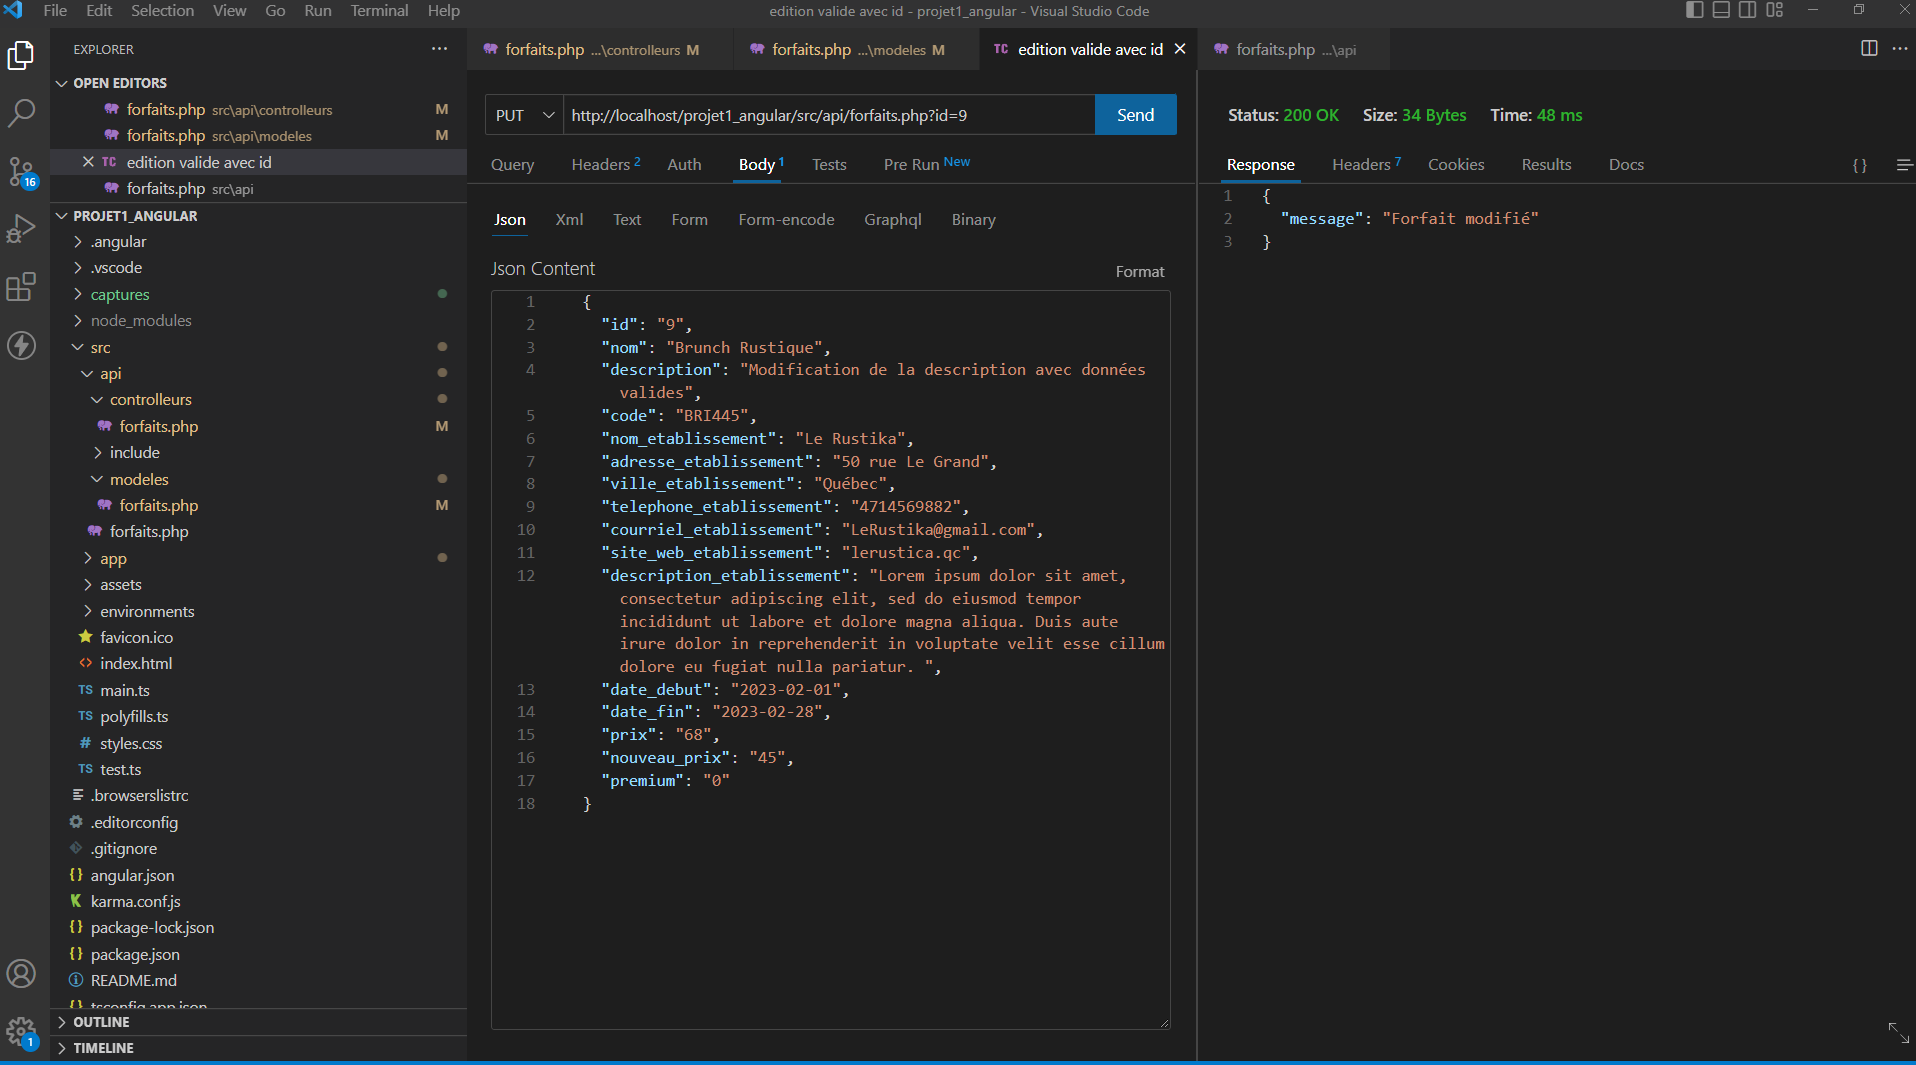 File Edit Selection View Go Run Terminal Help
edition valide avec id - projet1_angular - Visual Studio Code
EXPLORER
OPEN EDITORS
forfaits.php src\api\controlleurs M
forfaits.php src\api\modeles M
TC edition valide avec id
forfaits.php src\api
PROJET1_ANGULAR
.angular
.vscode
captures
node_modules
src
api
controlleurs
forfaits.php M
include
modeles
forfaits.php M
forfaits.php
app
assets
environments
favicon.ico
index.html
TS main.ts
TS polyfills.ts
# styles.css
TS test.ts
.browserslistrc
.editorconfig
.gitignore
{} angular.json
karma.conf.js
{} package-lock.json
{} package.json
README.md
{} tsconfig.app.json
OUTLINE
TIMELINE
16
1
forfaits.php ...\controlleurs M
forfaits.php ...\modeles M
TC edition valide avec id
forfaits.php ...\api
PUT http://localhost/projet1_angular/src/api/forfaits.php?id=9 Send
Query Headers 2 Auth Body 1 Tests Pre Run New
Json Xml Text Form Form-encode Graphql Binary
Json Content
Format
1 {
2 "id": "9",
3 "nom": "Brunch Rustique",
4 "description": "Modification de la description avec données
valides",
5 "code": "BRI445",
6 "nom_etablissement": "Le Rustika",
7 "adresse_etablissement": "50 rue Le Grand",
8 "ville_etablissement": "Québec",
9 "telephone_etablissement": "4714569882",
10 "courriel_etablissement": "LeRustika@gmail.com",
11 "site_web_etablissement": "lerustica.qc",
12 "description_etablissement": "Lorem ipsum dolor sit amet,
consectetur adipiscing elit, sed do eiusmod tempor
incididunt ut labore et dolore magna aliqua. Duis aute
irure dolor in reprehenderit in voluptate velit esse cillum
dolore eu fugiat nulla pariatur. ",
13 "date_debut": "2023-02-01",
14 "date_fin": "2023-02-28",
15 "prix": "68",
16 "nouveau_prix": "45",
17 "premium": "0"
18 }
Status: 200 OK Size: 34 Bytes Time: 48 ms
Response Headers 7 Cookies Results Docs { }
1 {
2 "message": "Forfait modifié"
3 }